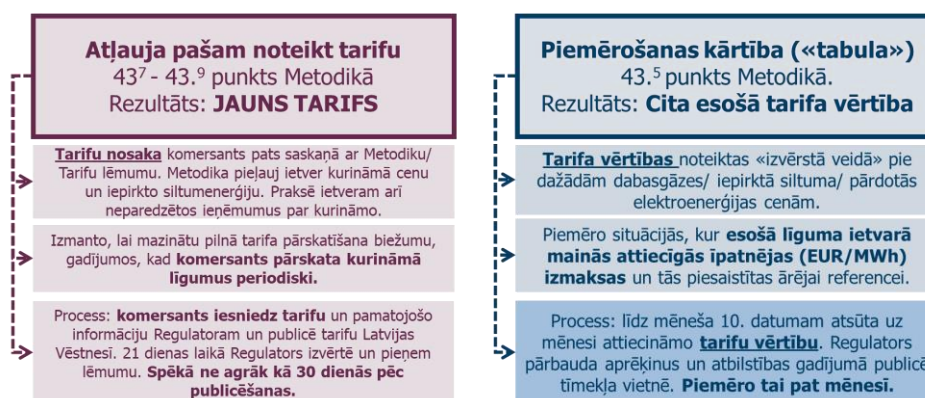 Atļauja pašam noteikt tarifu
43⁷ - 43.⁹ punkts Metodikā
Rezultāts: JAUNS TARIFS
Tarifu nosaka komersants pats saskaņā ar Metodiku/
Tarifu lēmumu. Metodika pieļauj ietver kurināmā cenu
un iepirkto siltumenerģiju. Praksē ietveram arī
neparedzētos ieņēmumus par kurināmo.
Izmanto, lai mazinātu pilnā tarifa pārskatīšana biežumu,
gadījumos, kad komersants pārskata kurināmā
līgumus periodiski.
Process: komersants iesniedz tarifu un pamatojošo
informāciju Regulatoram un publicē tarifu Latvijas
Vēstnesī. 21 dienas laikā Regulators izvērtē un pieņem
lēmumu. Spēkā ne agrāk kā 30 dienās pēc
publicēšanas.
Piemērošanas kārtība («tabula»)
43.⁵ punkts Metodikā.
Rezultāts: Cita esošā tarifa vērtība
Tarifa vērtības noteiktas «izvērstā veidā» pie
dažādām dabasgāzes/ iepirktā siltuma/ pārdotās
elektroenerģijas cenām.
Piemēro situācijās, kur esošā līguma ietvarā
mainās attiecīgās īpatnējas (EUR/MWh)
izmaksas un tās piesaistītas ārējai referencei.
Process: līdz mēneša 10. datumam atsūta uz
mēnesi attiecināmo tarifu vērtību. Regulators
pārbauda aprēķinus un atbilstības gadījumā publicē
tīmekļa vietnē. Piemēro tai pat mēnesī.